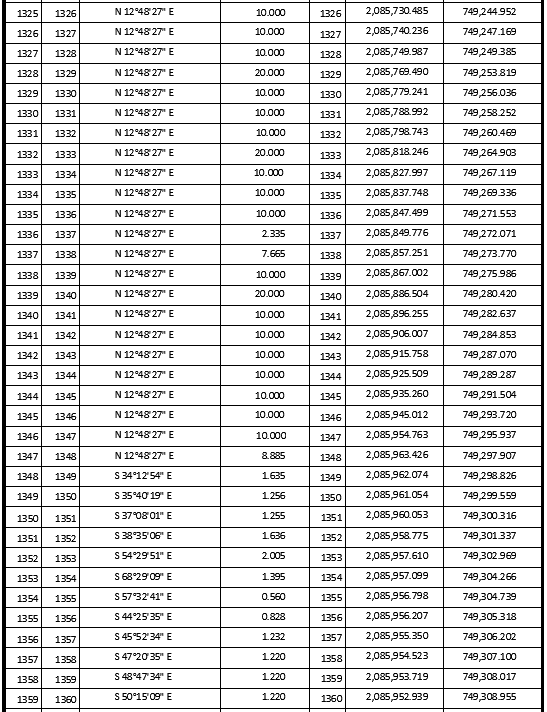 1325 1326 N 12°48'27" E 10.000 1326 2,085,730.485 749,244.952
1326 1327 N 12°48'27" E 10.000 1327 2,085,740.236 749,247.169
1327 1328 N 12°48'27" E 10.000 1328 2,085,749.987 749,249.385
1328 1329 N 12°48'27" E 20.000 1329 2,085,769.490 749,253.819
1329 1330 N 12°48'27" E 10.000 1330 2,085,779.241 749,256.036
1330 1331 N 12°48'27" E 10.000 1331 2,085,788.992 749,258.252
1331 1332 N 12°48'27" E 10.000 1332 2,085,798.743 749,260.469
1332 1333 N 12°48'27" E 20.000 1333 2,085,818.246 749,264.903
1333 1334 N 12°48'27" E 10.000 1334 2,085,827.997 749,267.119
1334 1335 N 12°48'27" E 10.000 1335 2,085,837.748 749,269.336
1335 1336 N 12°48'27" E 10.000 1336 2,085,847.499 749,271.553
1336 1337 N 12°48'27" E 2.335 1337 2,085,849.776 749,272.071
1337 1338 N 12°48'27" E 7.665 1338 2,085,857.251 749,273.770
1338 1339 N 12°48'27" E 10.000 1339 2,085,867.002 749,275.986
1339 1340 N 12°48'27" E 20.000 1340 2,085,886.504 749,280.420
1340 1341 N 12°48'27" E 10.000 1341 2,085,896.255 749,282.637
1341 1342 N 12°48'27" E 10.000 1342 2,085,906.007 749,284.853
1342 1343 N 12°48'27" E 10.000 1343 2,085,915.758 749,287.070
1343 1344 N 12°48'27" E 10.000 1344 2,085,925.509 749,289.287
1344 1345 N 12°48'27" E 10.000 1345 2,085,935.260 749,291.504
1345 1346 N 12°48'27" E 10.000 1346 2,085,945.012 749,293.720
1346 1347 N 12°48'27" E 10.000 1347 2,085,954.763 749,295.937
1347 1348 N 12°48'27" E 8.885 1348 2,085,963.426 749,297.907
1348 1349 S 34°12'54" E 1.635 1349 2,085,962.074 749,298.826
1349 1350 S 35°40'19" E 1.256 1350 2,085,961.054 749,299.559
1350 1351 S 37°08'01" E 1.255 1351 2,085,960.053 749,300.316
1351 1352 S 38°35'06" E 1.636 1352 2,085,958.775 749,301.337
1352 1353 S 54°29'51" E 2.005 1353 2,085,957.610 749,302.969
1353 1354 S 68°29'09" E 1.395 1354 2,085,957.099 749,304.266
1354 1355 S 57°32'41" E 0.560 1355 2,085,956.798 749,304.739
1355 1356 S 44°25'35" E 0.828 1356 2,085,956.207 749,305.318
1356 1357 S 45°52'34" E 1.232 1357 2,085,955.350 749,306.202
1357 1358 S 47°20'35" E 1.220 1358 2,085,954.523 749,307.100
1358 1359 S 48°47'34" E 1.220 1359 2,085,953.719 749,308.017
1359 1360 S 50°15'09" E 1.220 1360 2,085,952.939 749,308.955